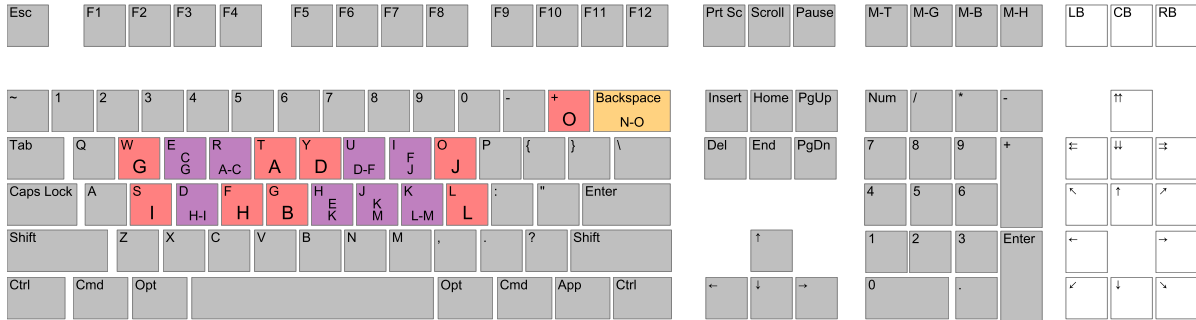 Esc F1 F2 F3 F4 F5 F6 F7 F8 F9 F10 F11 F12 Prt Sc Scroll Pause M-T M-G M-B M-H LB CB RB
~ 1 2 3 4 5 6 7 8 9 0 - + Backspace Insert Home PgUp Num / * - ⇈
O N-O
Tab Q W E R T Y U I O P { } \ Del End PgDn 7 8 9 + ⇇ ⇊ ⇉
G C G A-C A D D-F F J J
Caps Lock A S D F G H J K L : " Enter 4 5 6 ↖ ↑ ↗
I H-I H B E K K M L-M L
Shift Z X C V B N M , . ? Shift ↑ 1 2 3 Enter ← →
Ctrl Cmd Opt Opt Cmd App Ctrl ← ↓ → 0 . ↙ ↓ ↘